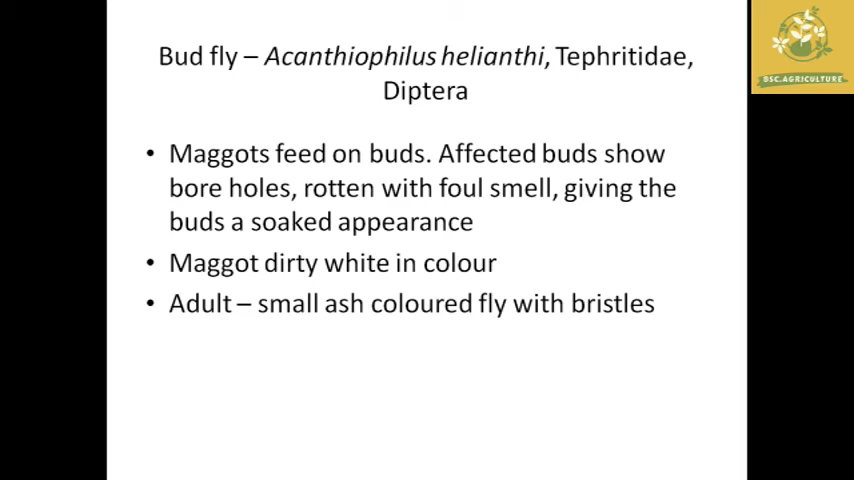 Bud fly – Acanthiophilus helianthi, Tephritidae,
Diptera
• Maggots feed on buds. Affected buds show
bore holes, rotten with foul smell, giving the
buds a soaked appearance
• Maggot dirty white in colour
• Adult – small ash coloured fly with bristles
BSC.AGRICULTURE